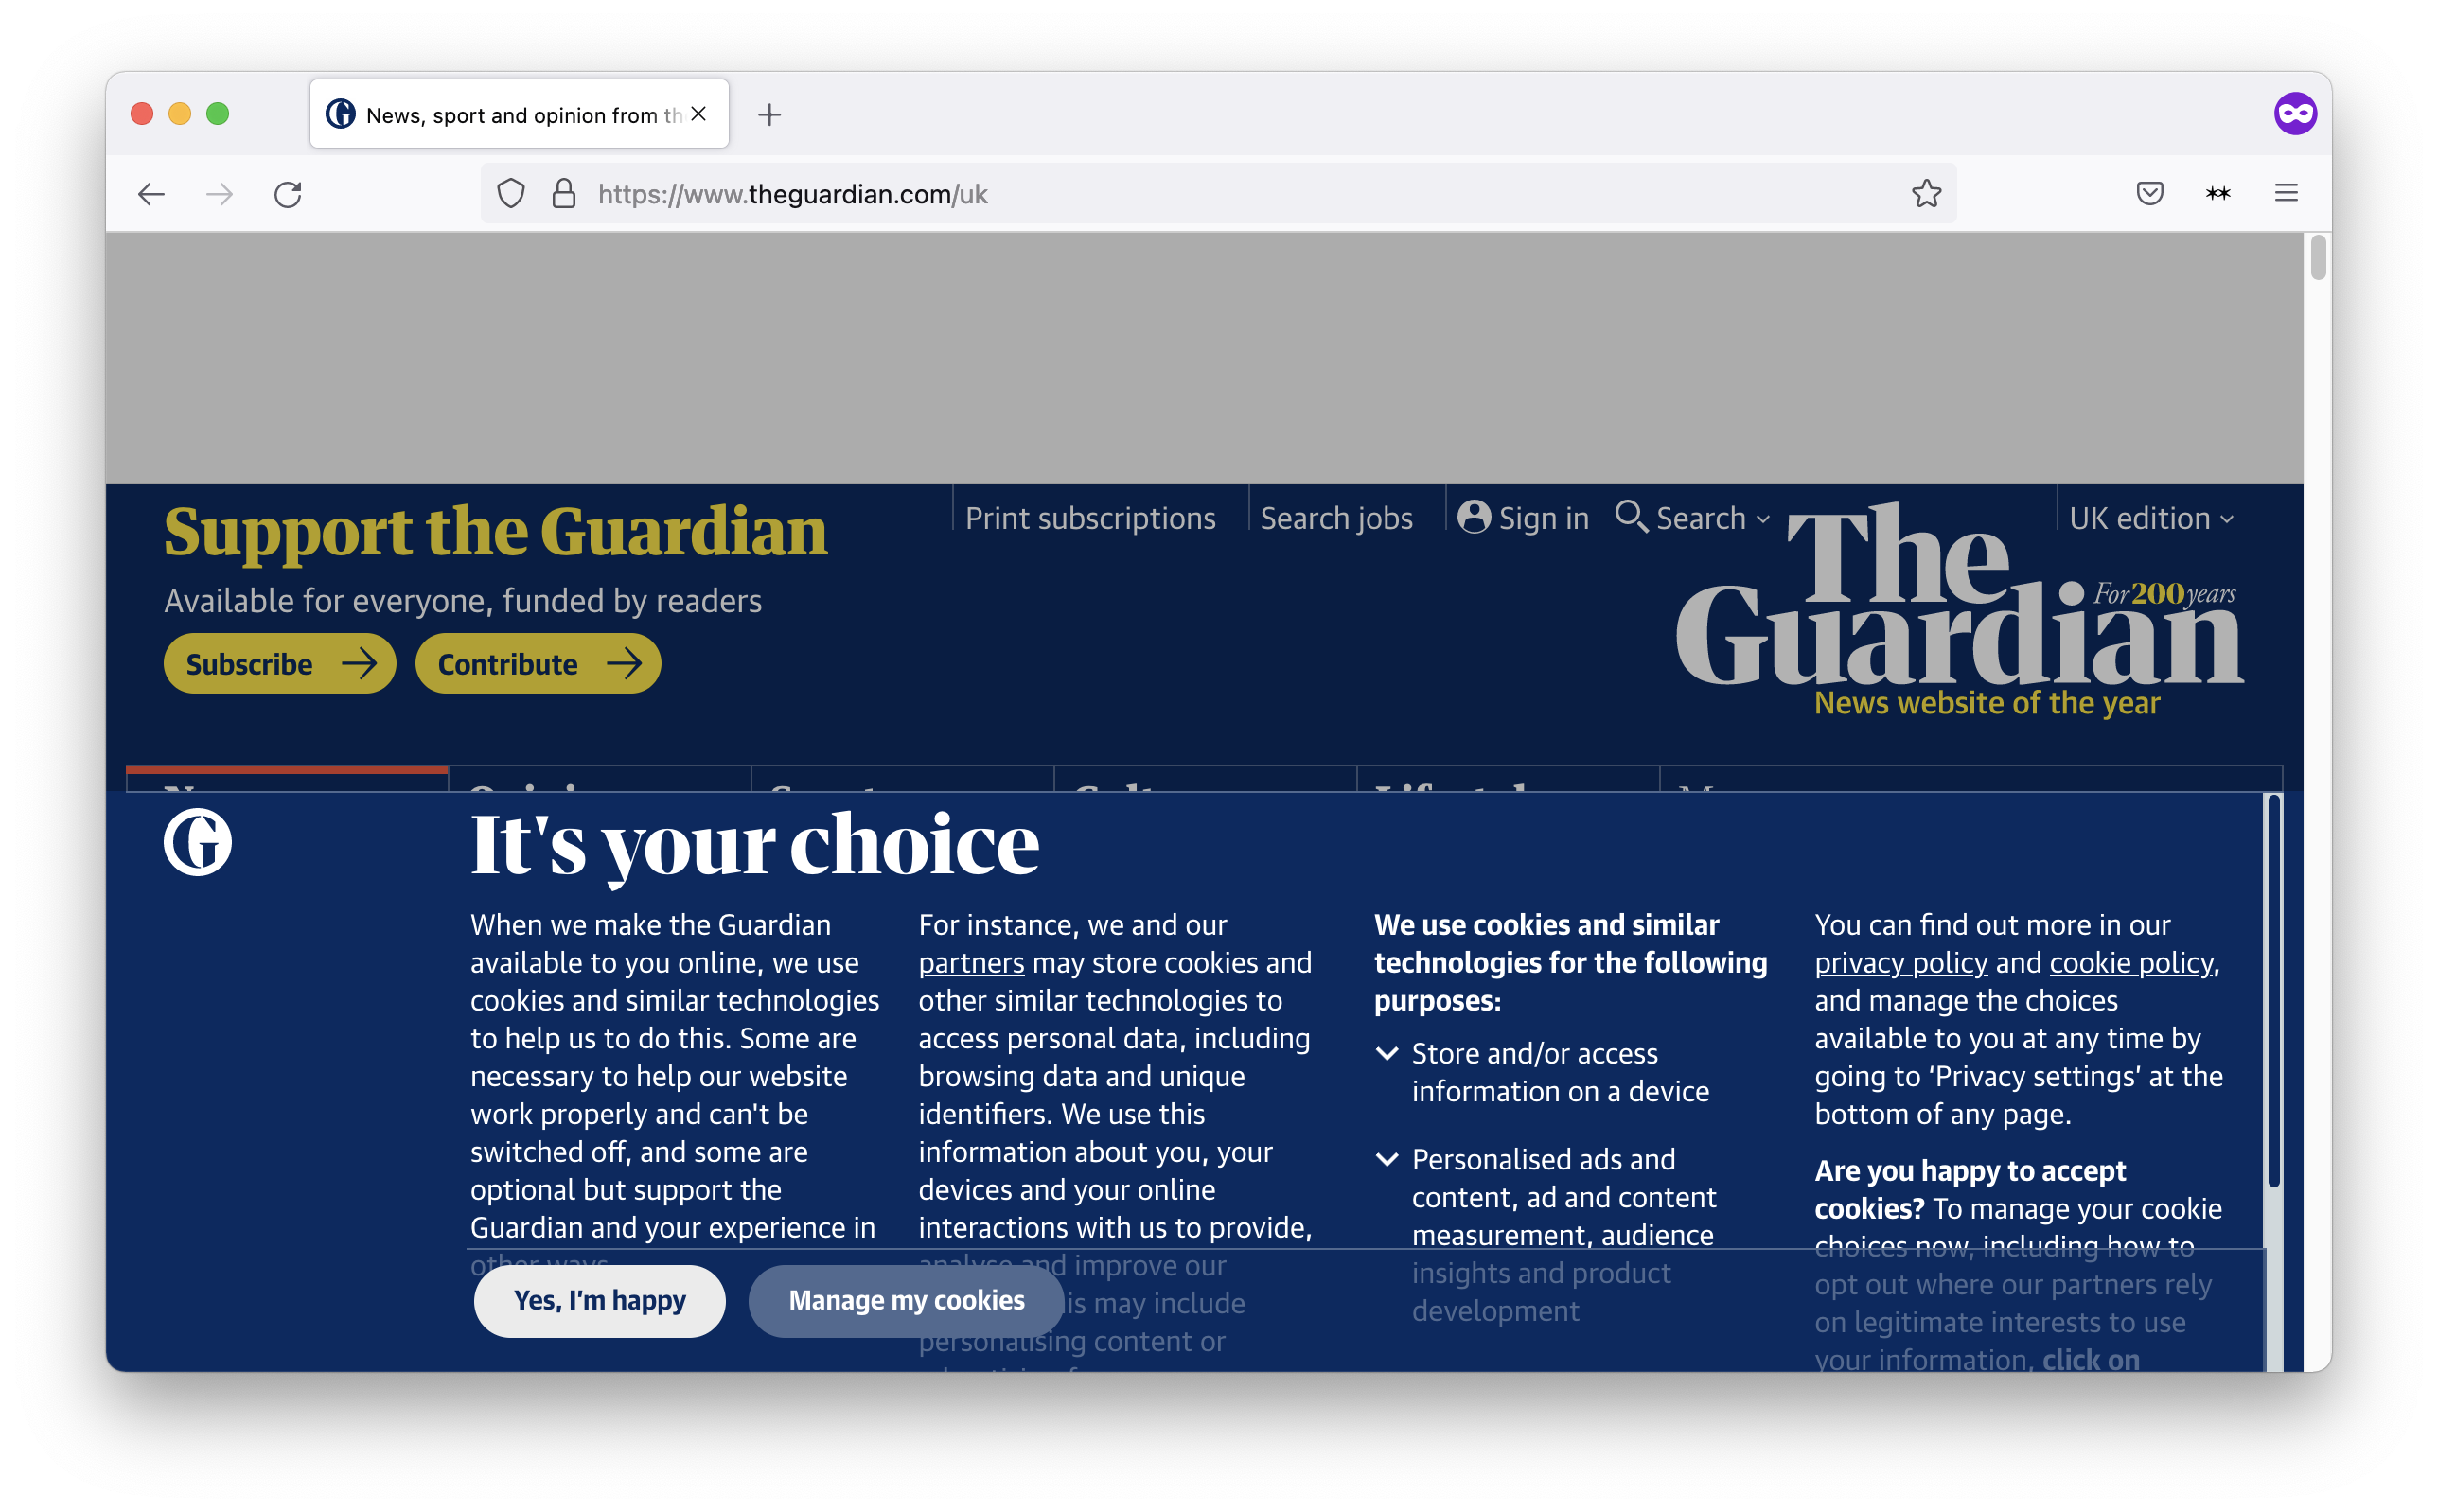 News, sport and opinion from th
https://www.theguardian.com/uk
Support the Guardian
Available for everyone, funded by readers
Subscribe
Contribute
Print subscriptions
Search jobs
Sign in
Search
UK edition
The
Guardian
For 200 years
News website of the year
It's your choice
When we make the Guardian
available to you online, we use
cookies and similar technologies
to help us to do this. Some are
necessary to help our website
work properly and can't be
switched off, and some are
optional but support the
Guardian and your experience in
other ways
For instance, we and our
partners may store cookies and
other similar technologies to
access personal data, including
browsing data and unique
identifiers. We use this
information about you, your
devices and your online
interactions with us to provide,
analyse and improve our
is may include
personalising content or
We use cookies and similar
technologies for the following
purposes:
Store and/or access
information on a device
Personalised ads and
content, ad and content
measurement, audience
insights and product
development
You can find out more in our
privacy policy and cookie policy,
and manage the choices
available to you at any time by
going to ‘Privacy settings’ at the
bottom of any page.
Are you happy to accept
cookies? To manage your cookie
choices now, including how to
opt out where our partners rely
on legitimate interests to use
your information, click on
Yes, I’m happy
Manage my cookies